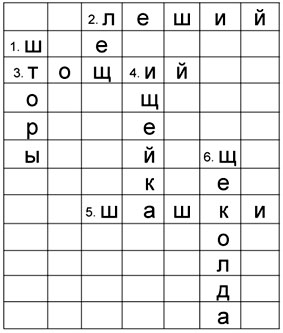 2. л е ш и й
1. ш е
3. т о щ 4. и й
о щ
р е
ы й 6. щ
к е
5. ш а ш к и
о
л
д
а